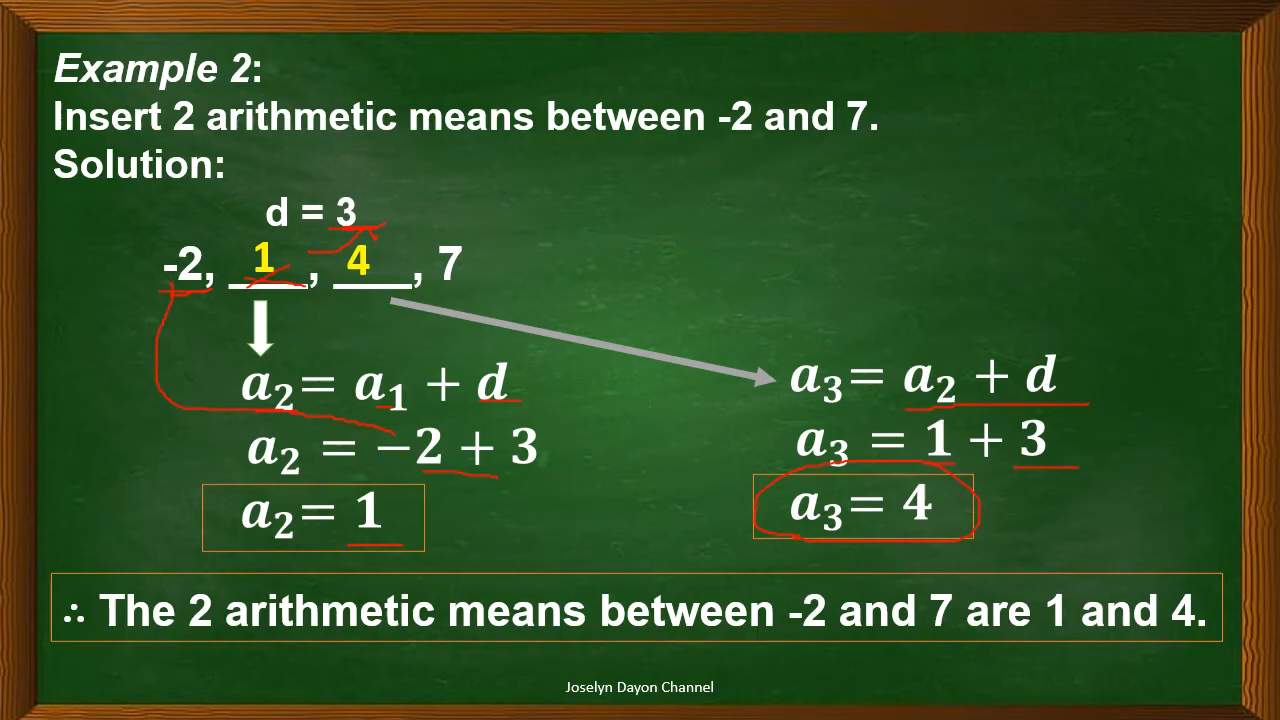 Example 2:
Insert 2 arithmetic means between -2 and 7.
Solution:
d = 3
-2, 1, 4, 7
a₂ = a₁ + d
a₂ = −2 + 3
a₂ = 1
a₃ = a₂ + d
a₃ = 1 + 3
a₃ = 4
∴ The 2 arithmetic means between -2 and 7 are 1 and 4.
Joselyn Dayon Channel